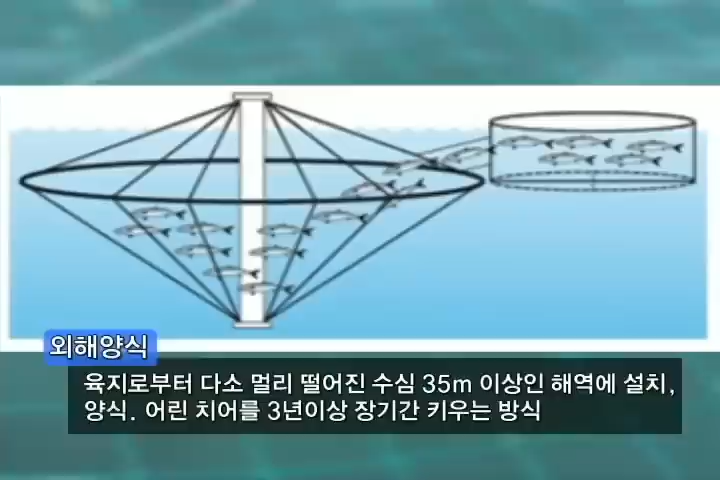 외해양식
육지로부터 다소 멀리 떨어진 수심 35m 이상인 해역에 설치,
양식. 어린 치어를 3년이상 장기간 키우는 방식